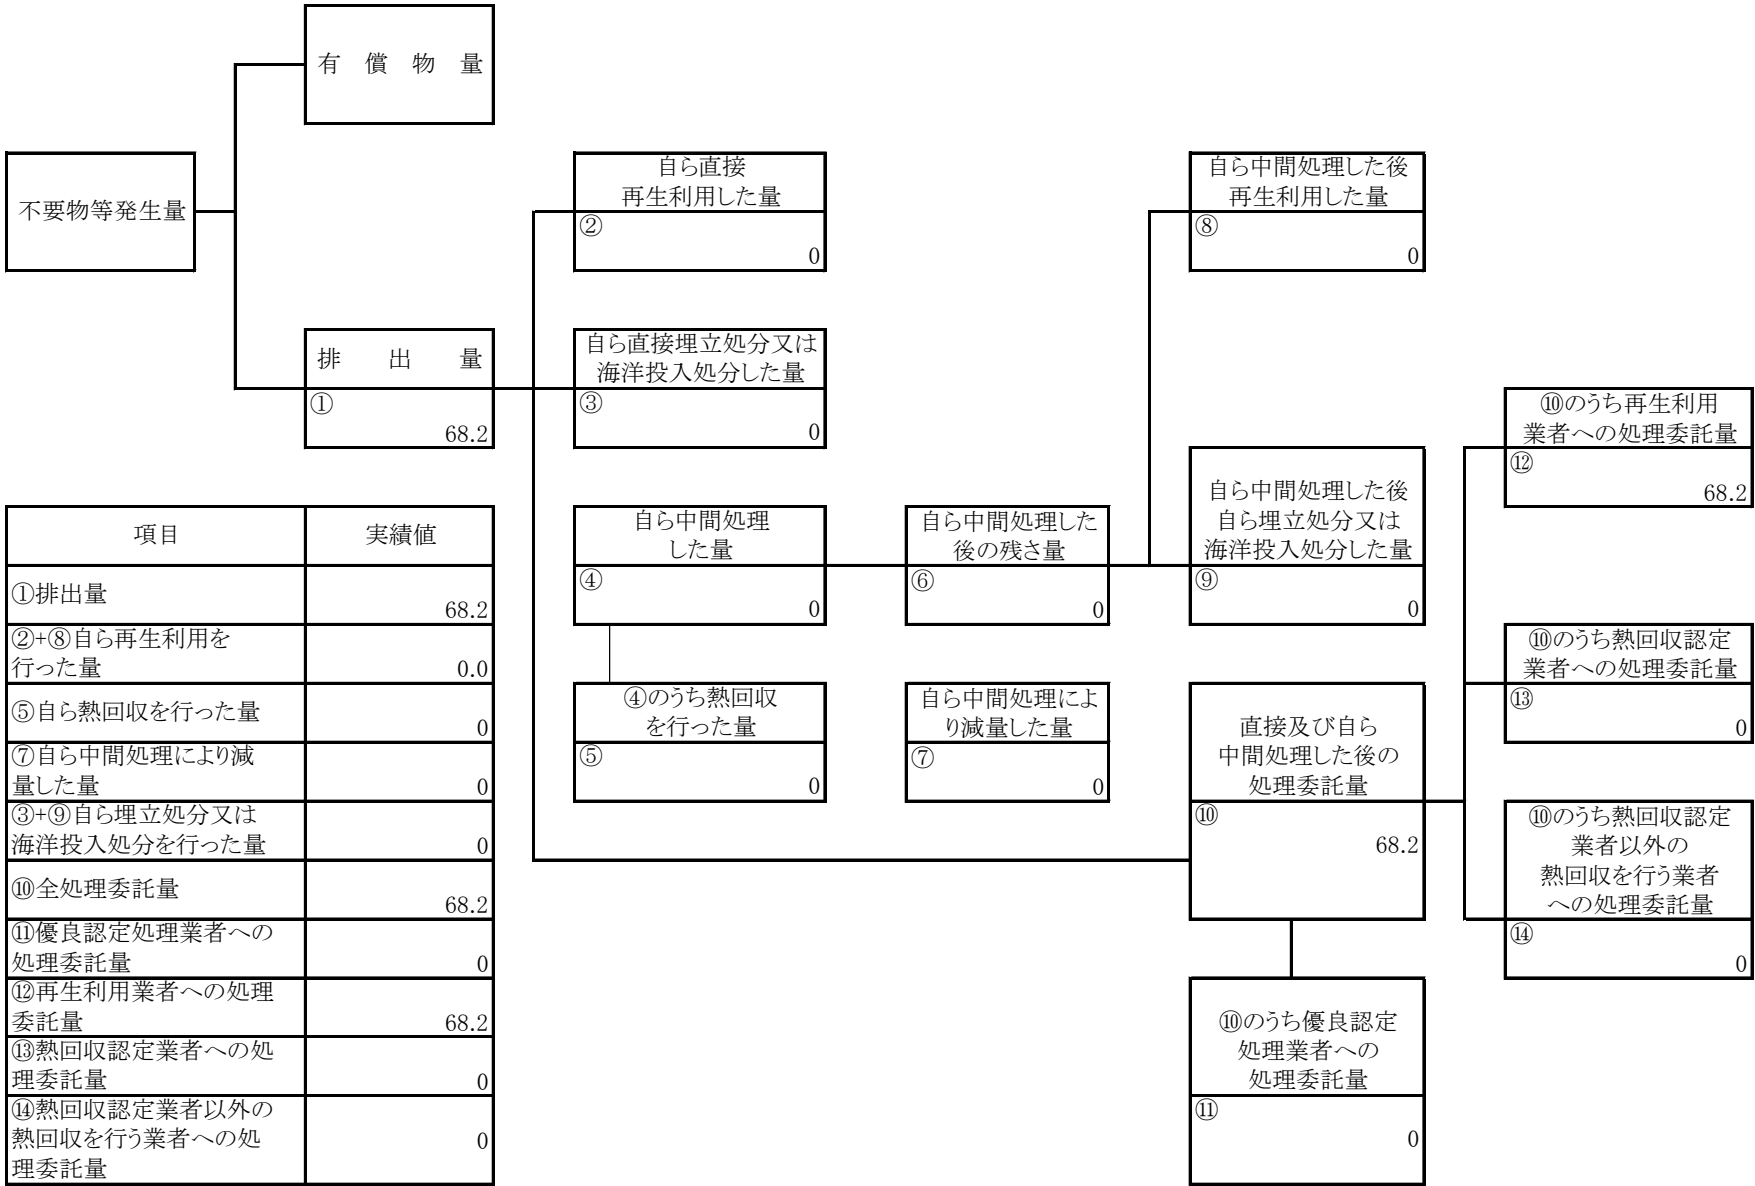 有　償　物　量
不要物等発生量
自ら直接
再生利用した量
②
0
自ら中間処理した後
再生利用した量
⑧
0
排　出　量
①
68.2
自ら直接埋立処分又は
海洋投入処分した量
③
0
⑩のうち再生利用
業者への処理委託量
⑫
68.2
自ら中間処理
した量
④
0
自ら中間処理した
後の残さ量
⑥
0
自ら中間処理した後
自ら埋立処分又は
海洋投入処分した量
⑨
0
⑩のうち熱回収認定
業者への処理委託量
⑬
0
④のうち熱回収
を行った量
⑤
0
自ら中間処理によ
り減量した量
⑦
0
直接及び自ら
中間処理した後の
処理委託量
⑩
68.2
⑩のうち熱回収認定
業者以外の
熱回収を行う業者
への処理委託量
⑭
0
⑩のうち優良認定
処理業者への
処理委託量
⑪
0
項目 実績値
①排出量
68.2
②+⑧自ら再生利用を
行った量 0.0
⑤自ら熱回収を行った量
0
⑦自ら中間処理により減
量した量 0
③+⑨自ら埋立処分又は
海洋投入処分を行った量 0
⑩全処理委託量
68.2
⑪優良認定処理業者への
処理委託量 0
⑫再生利用業者への処理
委託量 68.2
⑬熱回収認定業者への処
理委託量 0
⑭熱回収認定業者以外の
熱回収を行う業者への処 0
理委託量